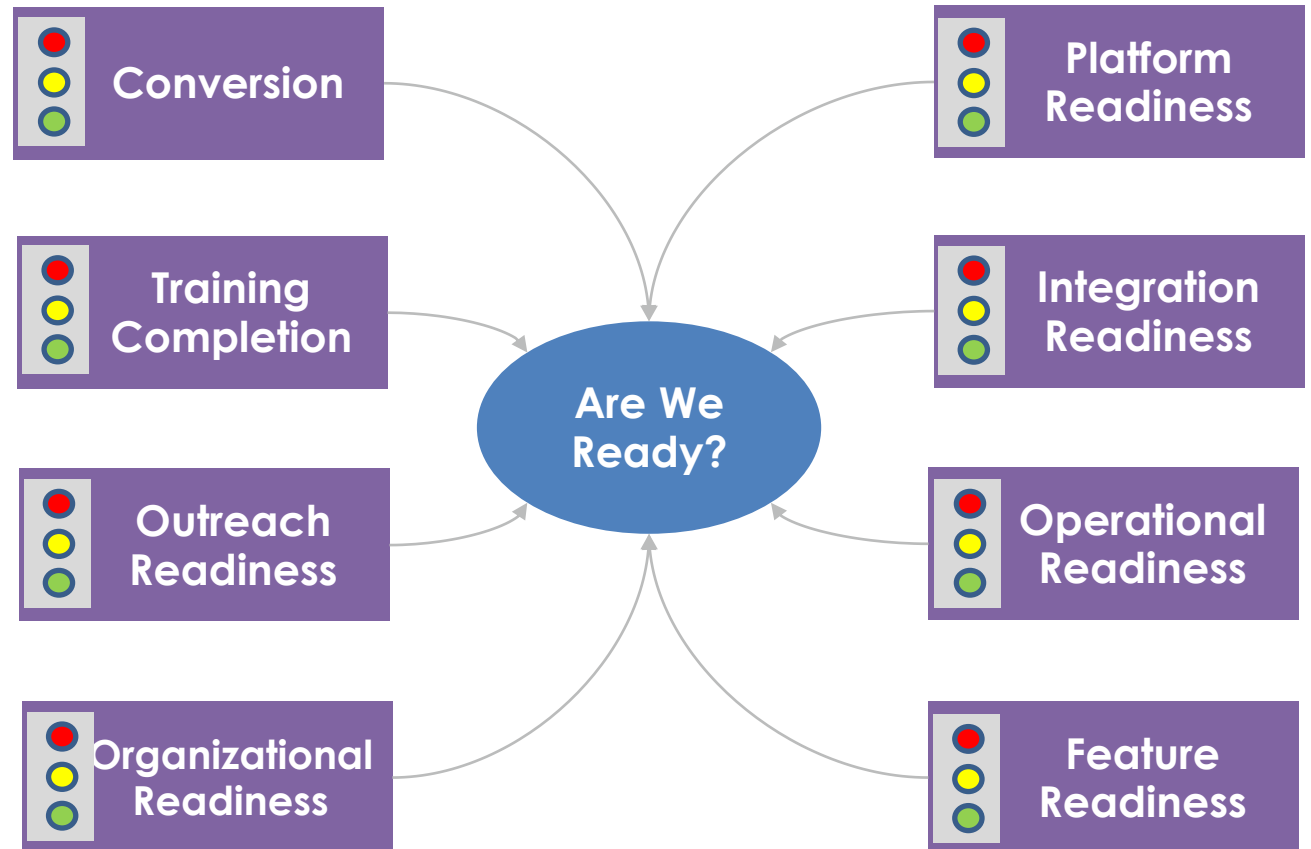 Conversion
Platform
Readiness
Training
Completion
Integration
Readiness
Are We
Ready?
Outreach
Readiness
Operational
Readiness
Organizational
Readiness
Feature
Readiness